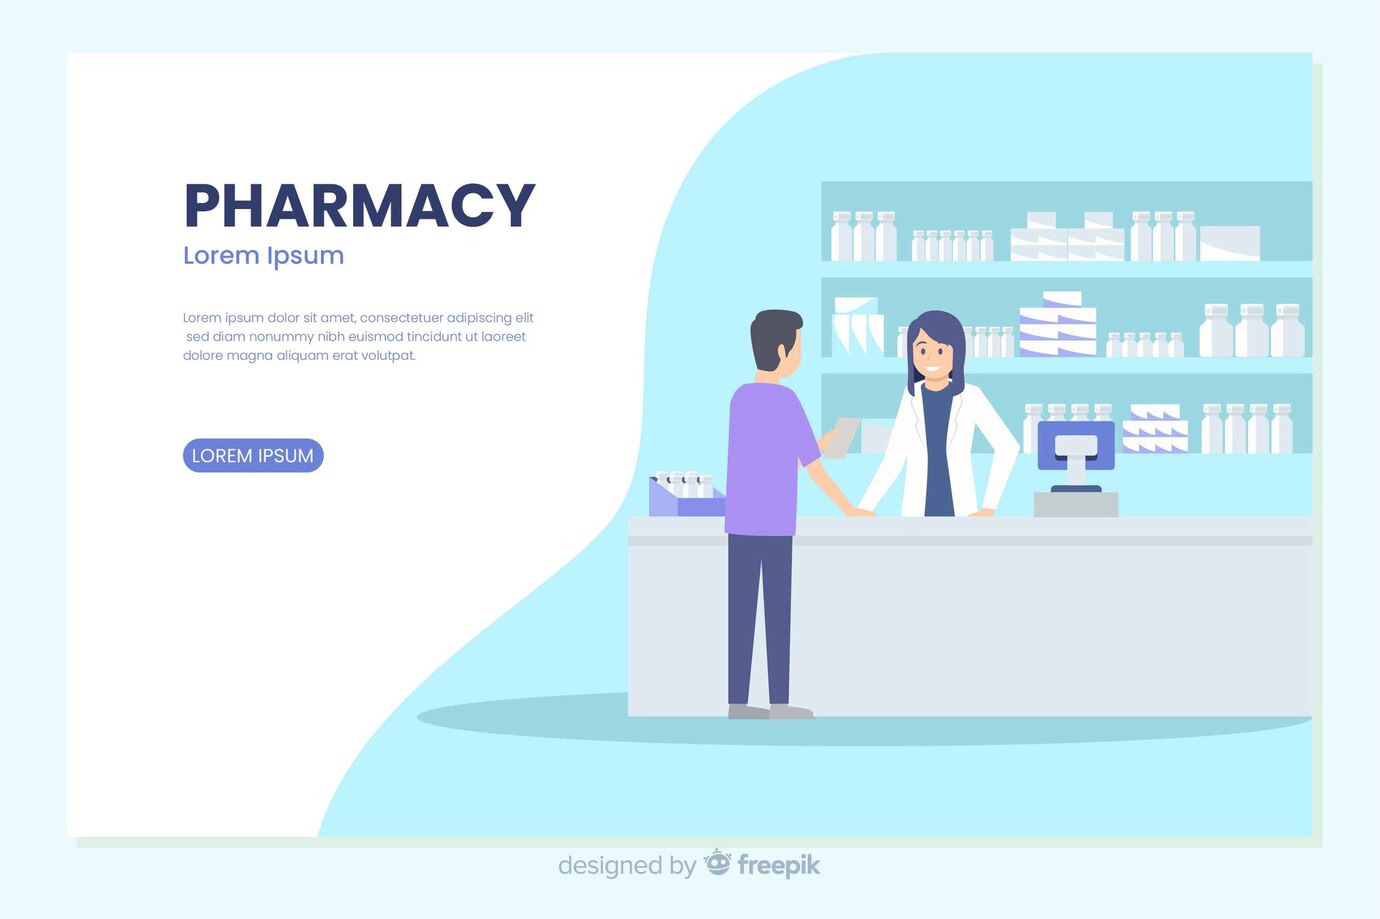 PHARMACY
Lorem Ipsum
Lorem ipsum dolor sit amet, consectetuer adipiscing elit
sed diam nonummy nibh euismod tincidunt ut laoreet
dolore magna aliquam erat volutpat.
LOREM IPSUM
designed by freepik